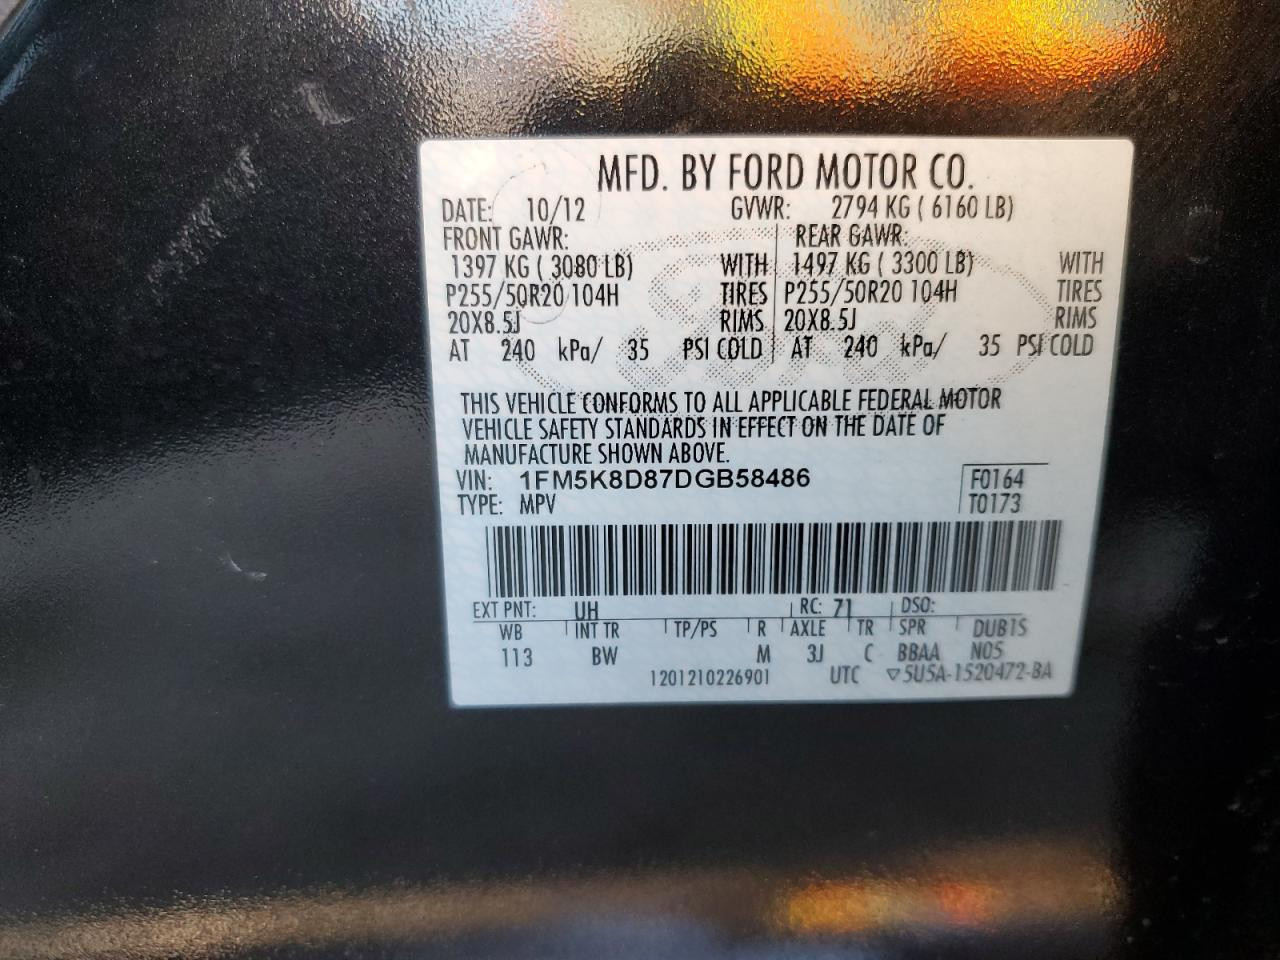 MFD. BY FORD MOTOR CO.
DATE: 10/12 GVWR: 2794 KG ( 6160 LB)
FRONT GAWR: REAR GAWR:
1397 KG ( 3080 LB) WITH 1497 KG ( 3300 LB) WITH
P255/50R20 104H TIRES P255/50R20 104H TIRES
20X8.5J RIMS 20X8.5J RIMS
AT 240 kPa/ 35 PSI COLD AT 240 kPa/ 35 PSI COLD
THIS VEHICLE CONFORMS TO ALL APPLICABLE FEDERAL MOTOR
VEHICLE SAFETY STANDARDS IN EFFECT ON THE DATE OF
MANUFACTURE SHOWN ABOVE.
VIN: 1FM5K8D87DGB58486 F0164
TYPE: MPV T0173
EXT PNT: UH RC: 71 DSO:
WB INT TR TP/PS R AXLE TR SPR DUB1S
113 BW M 3J C BBAA N05
1201210226901 UTC ▽5U5A-1520472-BA